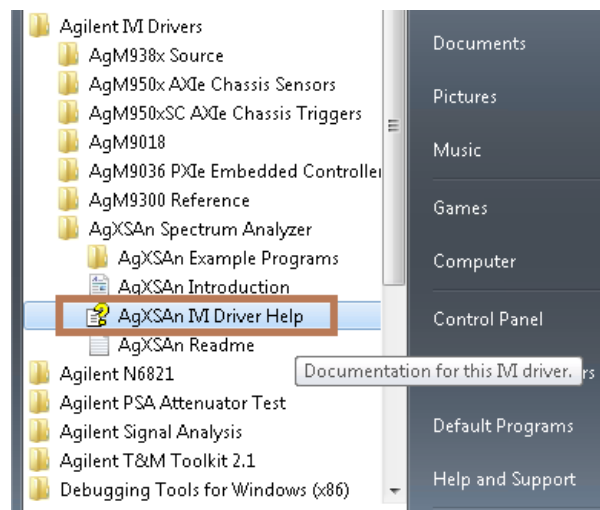 Agilent IVI Drivers
AgM938x Source
AgM950x AXIe Chassis Sensors
AgM950xSC AXIe Chassis Triggers
AgM9018
AgM9036 PXIe Embedded Controller
AgM9300 Reference
AgXSAn Spectrum Analyzer
AgXSAn Example Programs
AgXSAn Introduction
AgXSAn IVI Driver Help
AgXSAn Readme
Agilent N6821
Agilent PSA Attenuator Test
Agilent Signal Analysis
Agilent T&M Toolkit 2.1
Debugging Tools for Windows (x86)
Documentation for this IVI driver.
Documents
Pictures
Music
Games
Computer
Control Panel
rs
Default Programs
Help and Support